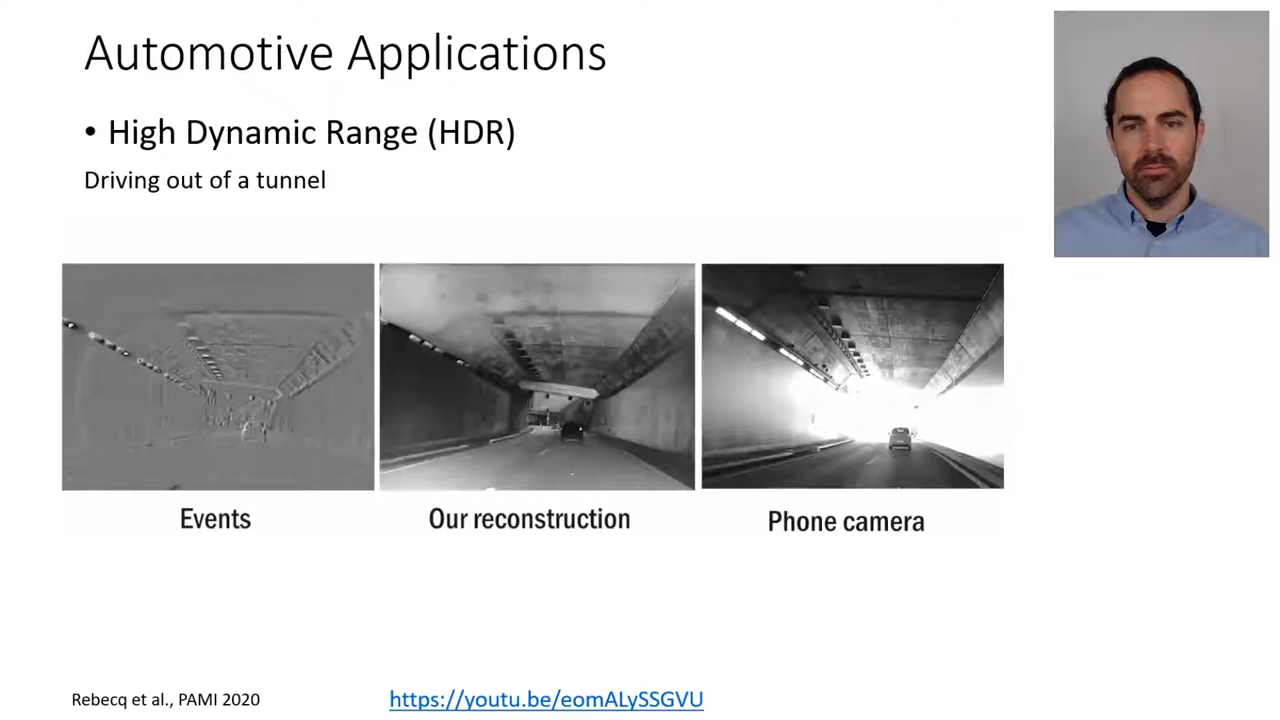 Automotive Applications
• High Dynamic Range (HDR)
Driving out of a tunnel
Events
Our reconstruction
Phone camera
Rebecq et al., PAMI 2020
https://youtu.be/eomALySSGVU